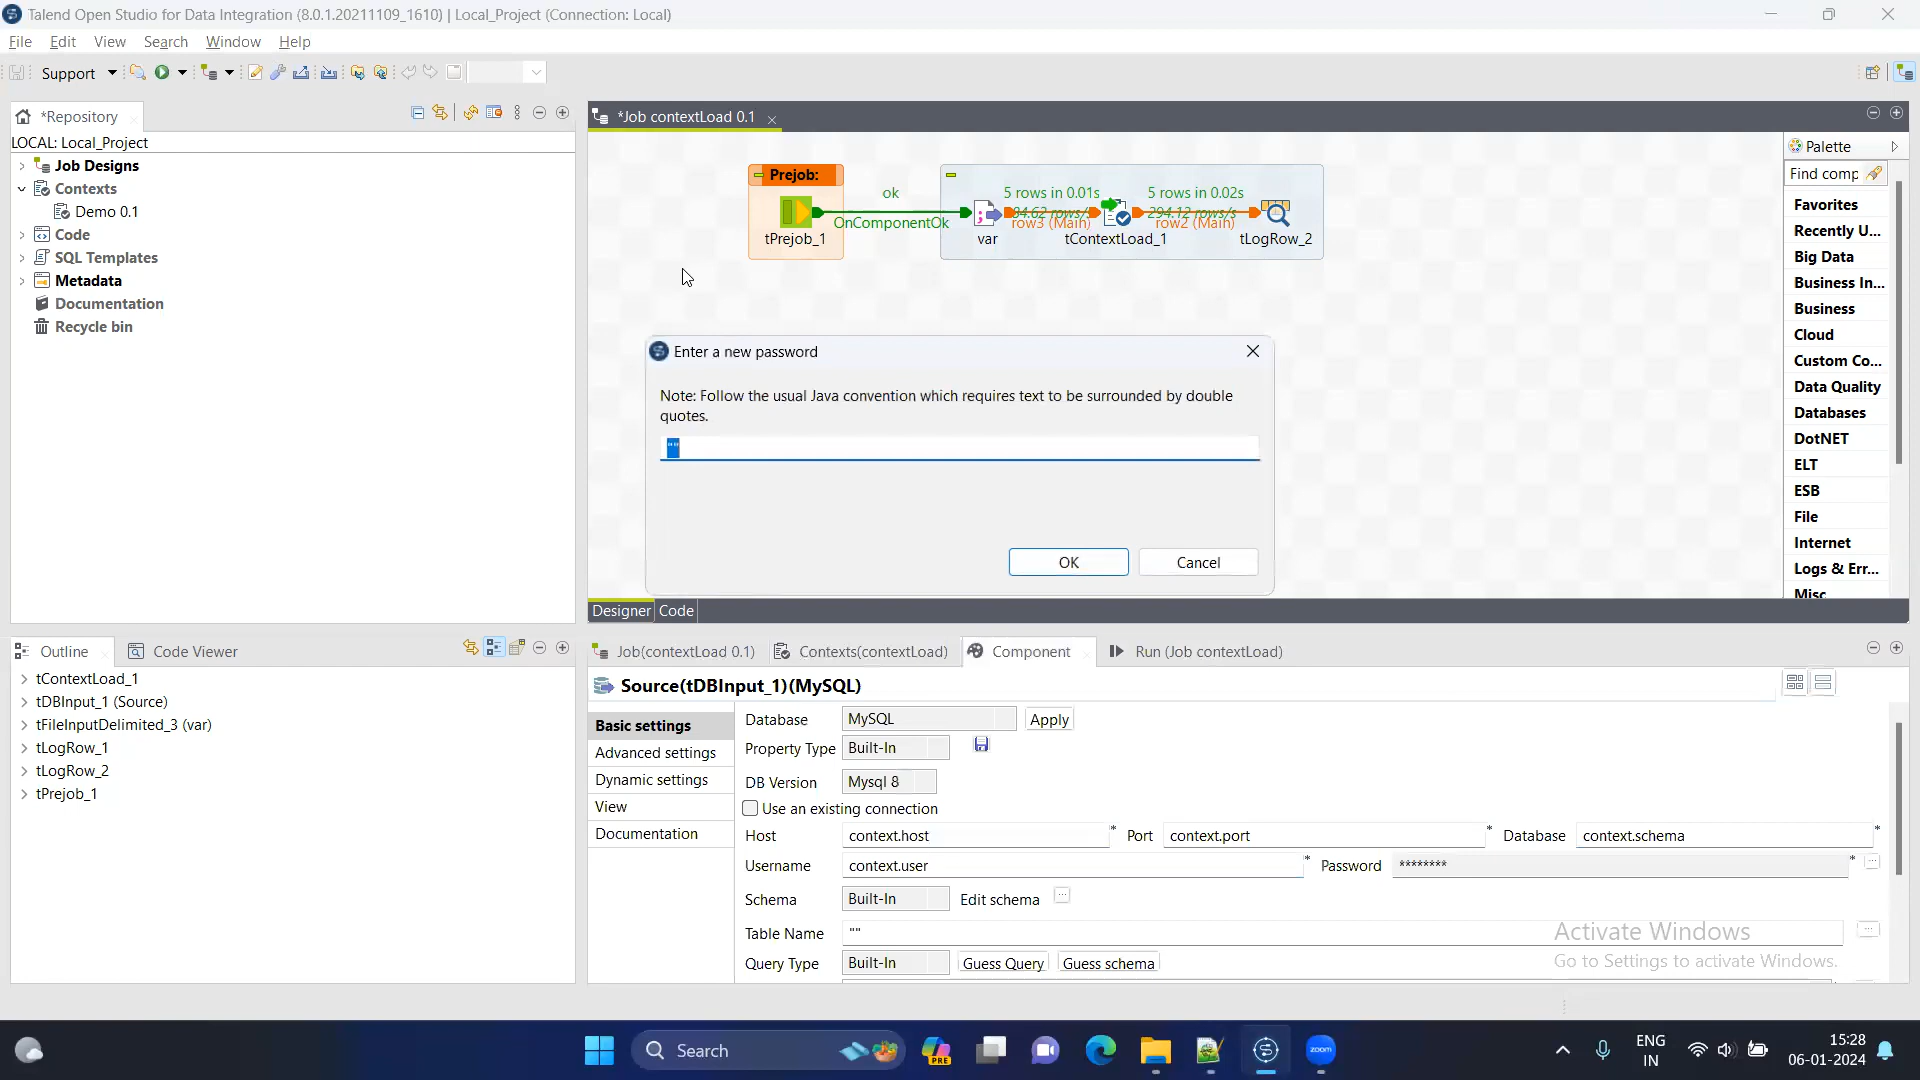 Talend Open Studio for Data Integration (8.0.1.20211109_1610) | Local_Project (Connection: Local)
File Edit View Search Window Help
Support
*Repository
LOCAL: Local_Project
Job Designs
Contexts
Demo 0.1
Code
SQL Templates
Metadata
Documentation
Recycle bin
*Job contextLoad 0.1
Prejob:
tPrejob_1
ok
OnComponentOk
5 rows in 0.01s
84.62 rows/s
row3 (Main)
5 rows in 0.02s
294.12 rows/s
row2 (Main)
var
tContextLoad_1
tLogRow_2
Palette
Find comp
Favorites
Recently U...
Big Data
Business In...
Business
Cloud
Custom Co...
Data Quality
Databases
DotNET
ELT
ESB
File
Internet
Logs & Err...
Misc
Enter a new password
Note: Follow the usual Java convention which requires text to be surrounded by double
quotes.
""
OK Cancel
Designer Code
Outline Code Viewer
tContextLoad_1
tDBInput_1 (Source)
tFileInputDelimited_3 (var)
tLogRow_1
tLogRow_2
tPrejob_1
Job(contextLoad 0.1) Contexts(contextLoad) Component Run (Job contextLoad)
Source(tDBInput_1)(MySQL)
Basic settings
Advanced settings
Dynamic settings
View
Documentation
Database MySQL Apply
Property Type Built-In
DB Version Mysql 8
Use an existing connection
Host context.host * Port context.port * Database context.schema *
Username context.user * Password ******** *
Schema Built-In Edit schema ...
Table Name "" ...
Query Type Built-In Guess Query Guess schema
Activate Windows
Go to Settings to activate Windows.
Search
PRE
zoom
ENG
IN
15:28
06-01-2024